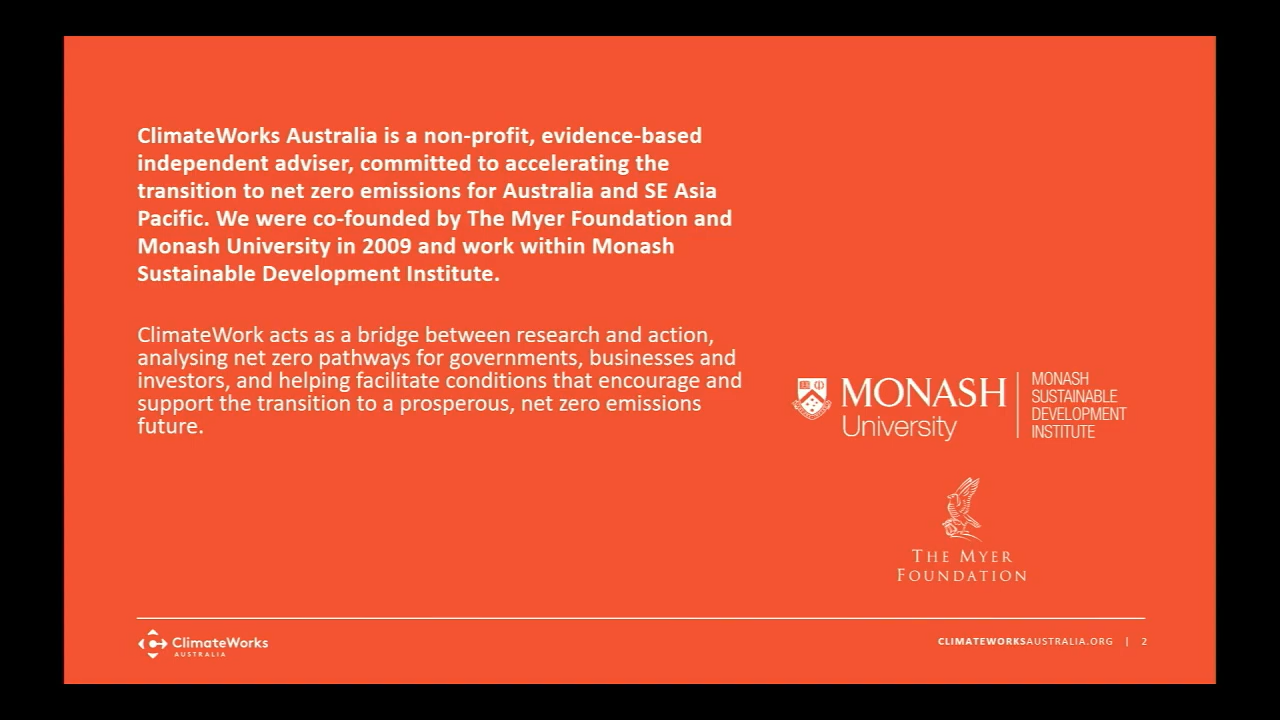 ClimateWorks Australia is a non-profit, evidence-based
independent adviser, committed to accelerating the
transition to net zero emissions for Australia and SE Asia
Pacific. We were co-founded by The Myer Foundation and
Monash University in 2009 and work within Monash
Sustainable Development Institute.
ClimateWork acts as a bridge between research and action,
analysing net zero pathways for governments, businesses and
investors, and helping facilitate conditions that encourage and
support the transition to a prosperous, net zero emissions
future.
MONASH
University
MONASH
SUSTAINABLE
DEVELOPMENT
INSTITUTE
THE MYER
FOUNDATION
ClimateWorks
AUSTRALIA
CLIMATEWORKSAUSTRALIA.ORG | 2